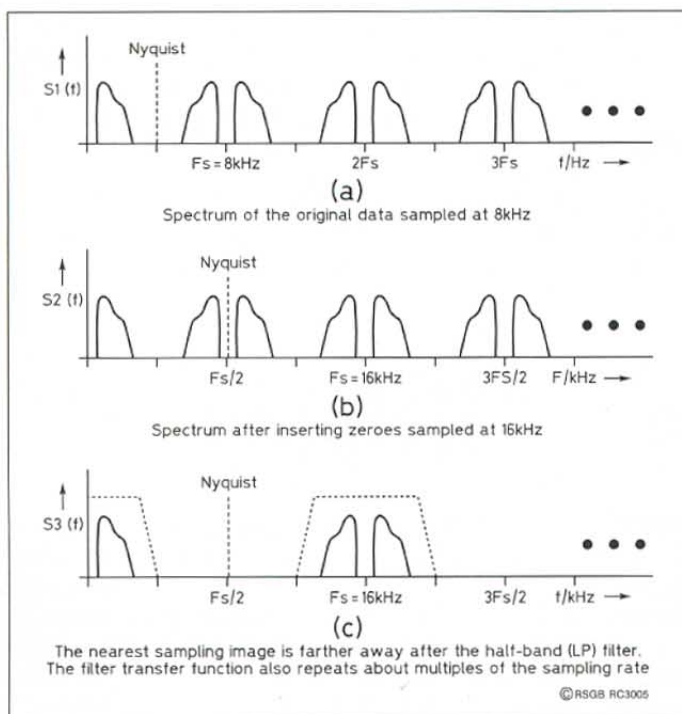 Nyquist
S1 (f)
Fs = 8kHz 2Fs 3Fs f/Hz
(a)
Spectrum of the original data sampled at 8kHz
Nyquist
S2 (f)
Fs/2 Fs = 16kHz 3FS/2 F/kHz
(b)
Spectrum after inserting zeroes sampled at 16kHz
Nyquist
S3 (f)
Fs/2 Fs = 16kHz 3Fs/2 f/kHz
(c)
The nearest sampling image is farther away after the half-band (LP) filter.
The filter transfer function also repeats about multiples of the sampling rate
©RSGB RC3005